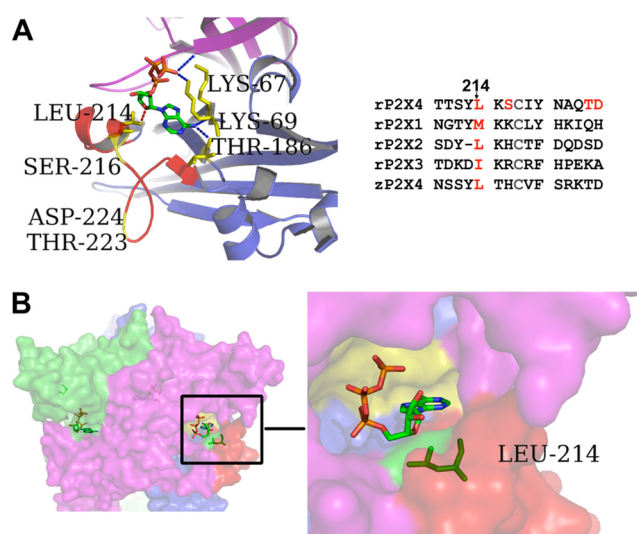 A
LYS-67
LEU-214
LYS-69
THR-186
SER-216
ASP-224
THR-223
214
rP2X4 TTSYL KSCIYN NAQTD
rP2X1 NGTYM KKCLY HKIQH
rP2X2 SDY-L KHCTF DQDSD
rP2X3 TDKDI KRCRF HPEKA
zP2X4 NSSYL THCVF SRKTD
B
LEU-214